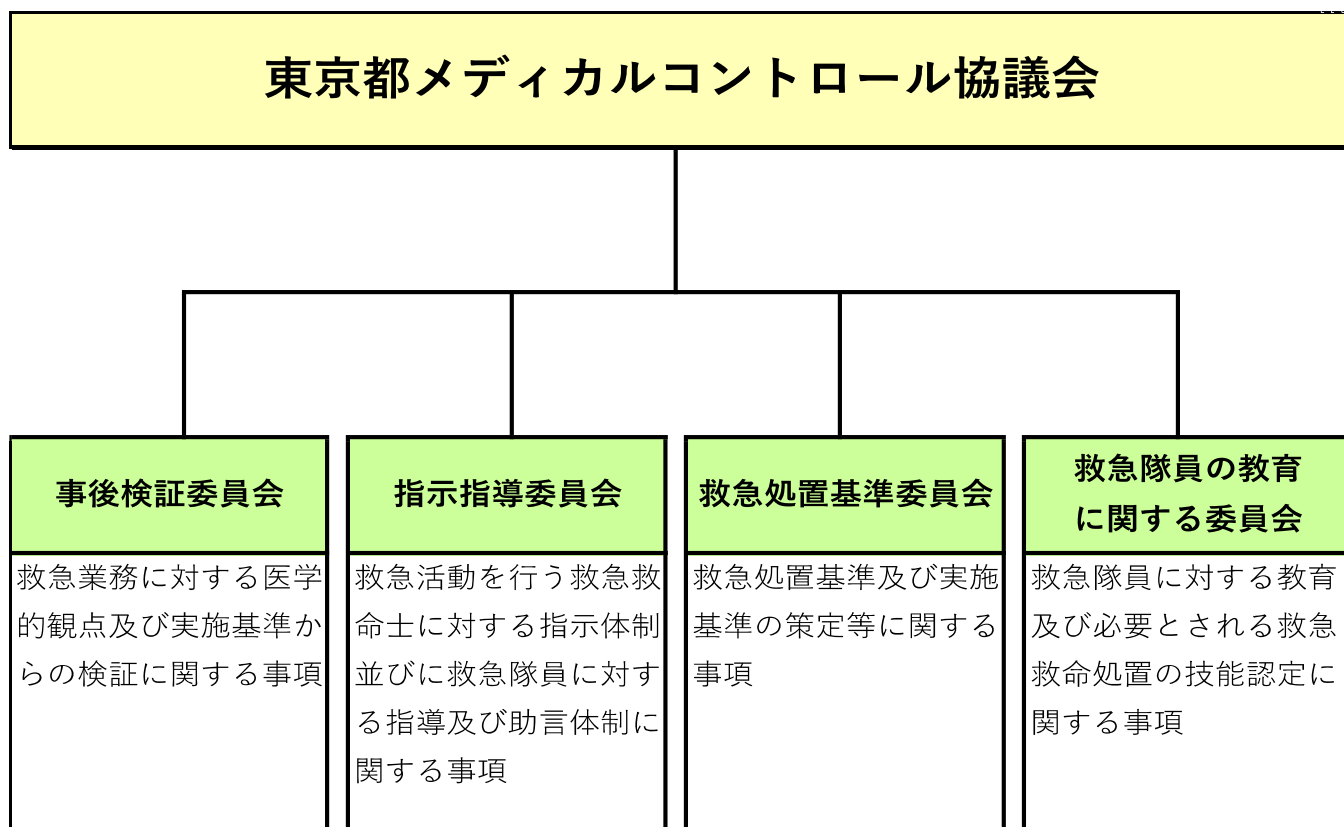 東京都メディカルコントロール協議会
事後検証委員会
救急業務に対する医学
的観点及び実施基準か
らの検証に関する事項
指示指導委員会
救急活動を行う救急救
命士に対する指示体制
並びに救急隊員に対す
る指導及び助言体制に
関する事項
救急処置基準委員会
救急処置基準及び実施
基準の策定等に関する
事項
救急隊員の教育
に関する委員会
救急隊員に対する教育
及び必要とされる救急
救命処置の技能認定に
関する事項